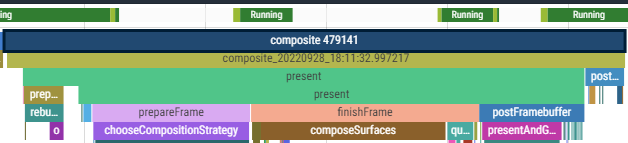 ing Running Running Running
composite 479141
composite_20220928_18:11:32.997217
present post...
prep... present
rebu... prepareFrame finishFrame postFramebuffer
o chooseCompositionStrategy composeSurfaces qu... presentAndG...